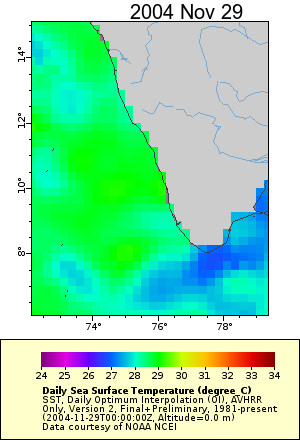 2004 Nov 29
14°
12°
10°
8°
74° 76° 78°
24 25 26 27 28 29 30 31 32 33 34
Daily Sea Surface Temperature (degree_C)
SST, Daily Optimum Interpolation (OI), AVHRR
Only, Version 2, Final+Preliminary, 1981-present
(2004-11-29T00:00:00Z, Altitude=0.0 m)
Data courtesy of NOAA NCEI